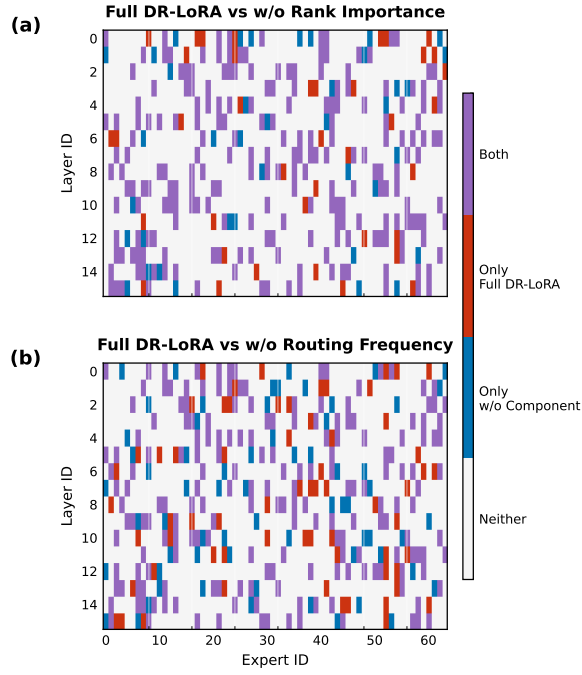 (a)
Full DR-LoRA vs w/o Rank Importance
0
2
4
6
8
10
12
14
Layer ID
Both
Only
Full DR-LoRA
Only
w/o Component
Neither
(b)
Full DR-LoRA vs w/o Routing Frequency
0
2
4
6
8
10
12
14
Layer ID
0
10
20
30
40
50
60
Expert ID